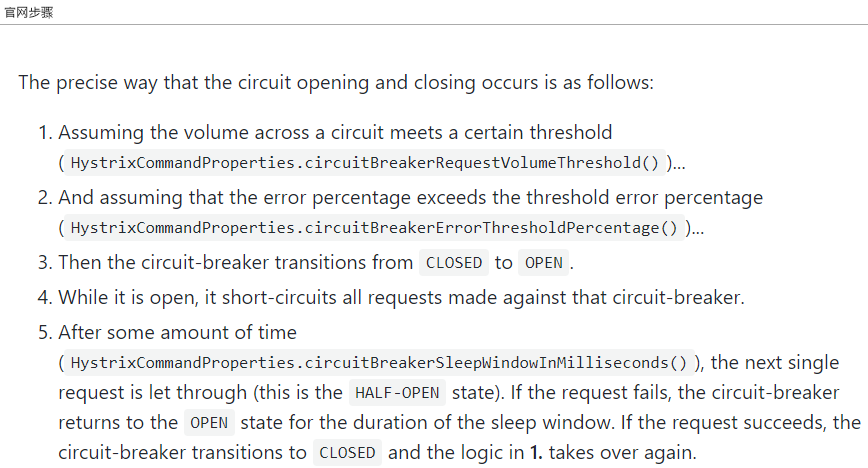 官网步骤
The precise way that the circuit opening and closing occurs is as follows:
1. Assuming the volume across a circuit meets a certain threshold
(HystrixCommandProperties.circuitBreakerRequestVolumeThreshold())...
2. And assuming that the error percentage exceeds the threshold error percentage
(HystrixCommandProperties.circuitBreakerErrorThresholdPercentage())...
3. Then the circuit-breaker transitions from CLOSED to OPEN.
4. While it is open, it short-circuits all requests made against that circuit-breaker.
5. After some amount of time
(HystrixCommandProperties.circuitBreakerSleepWindowInMilliseconds()), the next single
request is let through (this is the HALF-OPEN state). If the request fails, the circuit-breaker
returns to the OPEN state for the duration of the sleep window. If the request succeeds, the
circuit-breaker transitions to CLOSED and the logic in 1. takes over again.